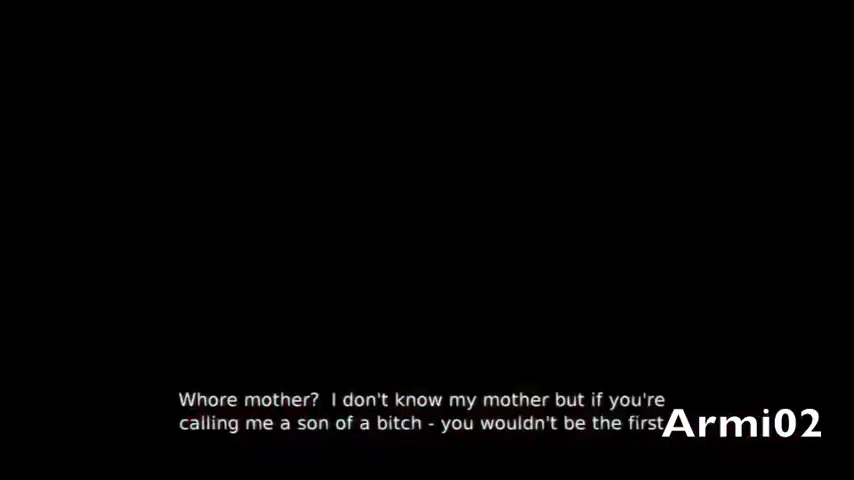 Whore mother?  I don't know my mother but if you're
calling me a son of a bitch - you wouldn't be the first
Armi02